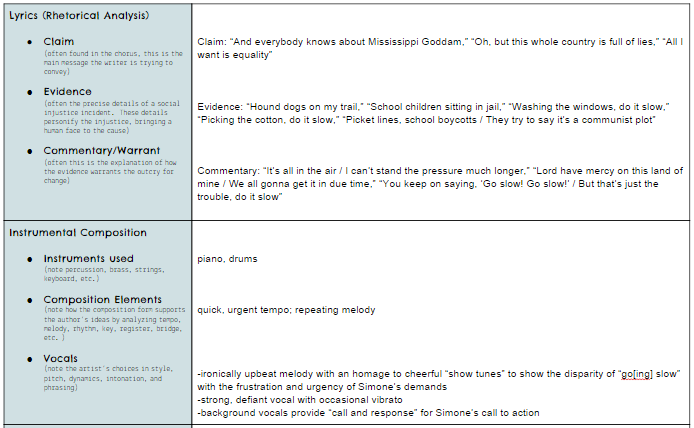 Lyrics (Rhetorical Analysis)
● Claim
(often found in the chorus, this is the
main message the writer is trying to
convey)
Claim: “And everybody knows about Mississippi Goddam,” “Oh, but this whole country is full of lies,” “All I
want is equality”
● Evidence
(often the precise details of a social
injustice incident. These details
personify the injustice, bringing a
human face to the cause)
Evidence: “Hound dogs on my trail,” “School children sitting in jail,” “Washing the windows, do it slow,”
“Picking the cotton, do it slow,” “Picket lines, school boycotts / They try to say it’s a communist plot”
● Commentary/Warrant
(often this is the explanation of how
the evidence warrants the outcry for
change)
Commentary: “It’s all in the air / I can’t stand the pressure much longer,” “Lord have mercy on this land of
mine / We all gonna get it in due time,” “You keep on saying, ‘Go slow! Go slow!’ / But that’s just the
trouble, do it slow”
Instrumental Composition
● Instruments used
(note percussion, brass, strings,
keyboard, etc.)
piano, drums
● Composition Elements
(note how the composition form supports
the author's ideas by analyzing tempo,
melody, rhythm, key, register, bridge,
etc. )
quick, urgent tempo; repeating melody
● Vocals
(note the artist's choices in style,
pitch, dynamics, intonation, and
phrasing)
-ironically upbeat melody with an homage to cheerful “show tunes” to show the disparity of “go[ing] slow”
with the frustration and urgency of Simone’s demands
-strong, defiant vocal with occasional vibrato
-background vocals provide “call and response” for Simone’s call to action